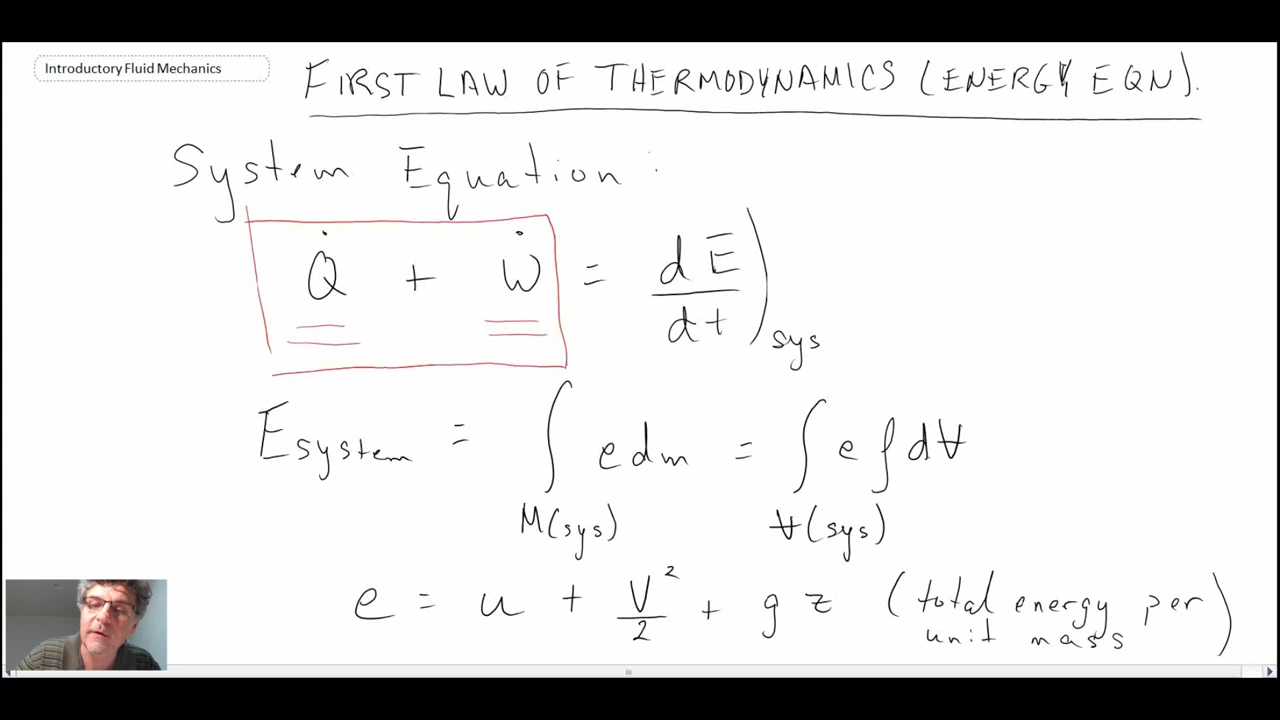 Introductory Fluid Mechanics
FIRST LAW OF THERMODYNAMICS (ENERGY EQN).
System Equation :
Q̇ + Ẇ = dE/dt)sys
Esystem = ∫M(sys) e dm = ∫V̶(sys) e ρ dV̶
e = u + V²/2 + g z (total energy per unit mass)